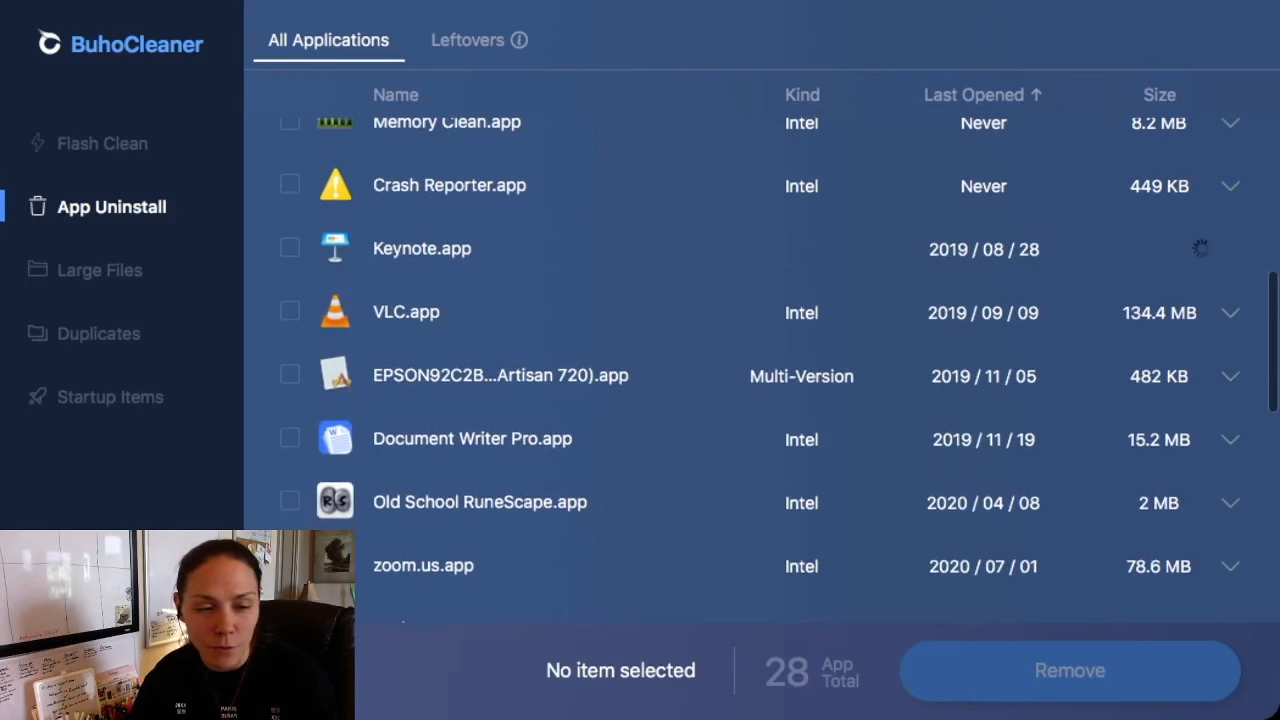 BuhoCleaner
All Applications
Leftovers
Flash Clean
App Uninstall
Large Files
Duplicates
Startup Items
Name Kind Last Opened ↑ Size
Memory Clean.app Intel Never 8.2 MB
Crash Reporter.app Intel Never 449 KB
Keynote.app 2019 / 08 / 28
VLC.app Intel 2019 / 09 / 09 134.4 MB
EPSON92C2B...Artisan 720).app Multi-Version 2019 / 11 / 05 482 KB
Document Writer Pro.app Intel 2019 / 11 / 19 15.2 MB
Old School RuneScape.app Intel 2020 / 04 / 08 2 MB
zoom.us.app Intel 2020 / 07 / 01 78.6 MB
No item selected
28 App
Total
Remove
PARIS